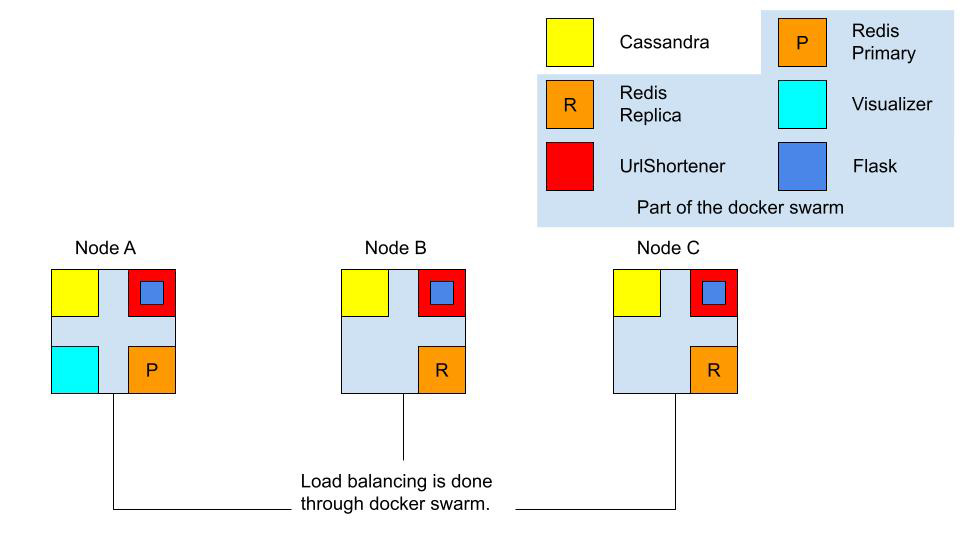 Cassandra
P
Redis
Primary
R
Redis
Replica
Visualizer
UrlShortener
Flask
Part of the docker swarm
Node A
Node B
Node C
P
R
R
Load balancing is done
through docker swarm.